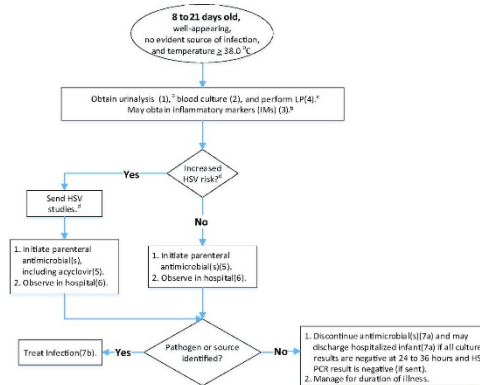 8 to 21 days old,
well-appearing,
no evident source of infection,
and temperature ≥ 38.0 °C
Obtain urinalysis (1),ª blood culture (2), and perform LP(4).ᶜ
May obtain inflammatory markers (IMs) (3).ᵇ
Increased
HSV risk?ᵈ
Yes
No
Send HSV
studies.ᵈ
1. Initiate parenteral
antimicrobial(s),
including acyclovir(5).
2. Observe in hospital(6).
1. Initiate parenteral
antimicrobial(s)(5).
2. Observe in hospital(6).
Pathogen or source
identified?
Yes
No
Treat Infection(7b).
1. Discontinue antimicrobial(s)(7a) and may
discharge hospitalized infant(7a) if all culture
results are negative at 24 to 36 hours and HS
PCR result is negative (if sent).
2. Manage for duration of illness.